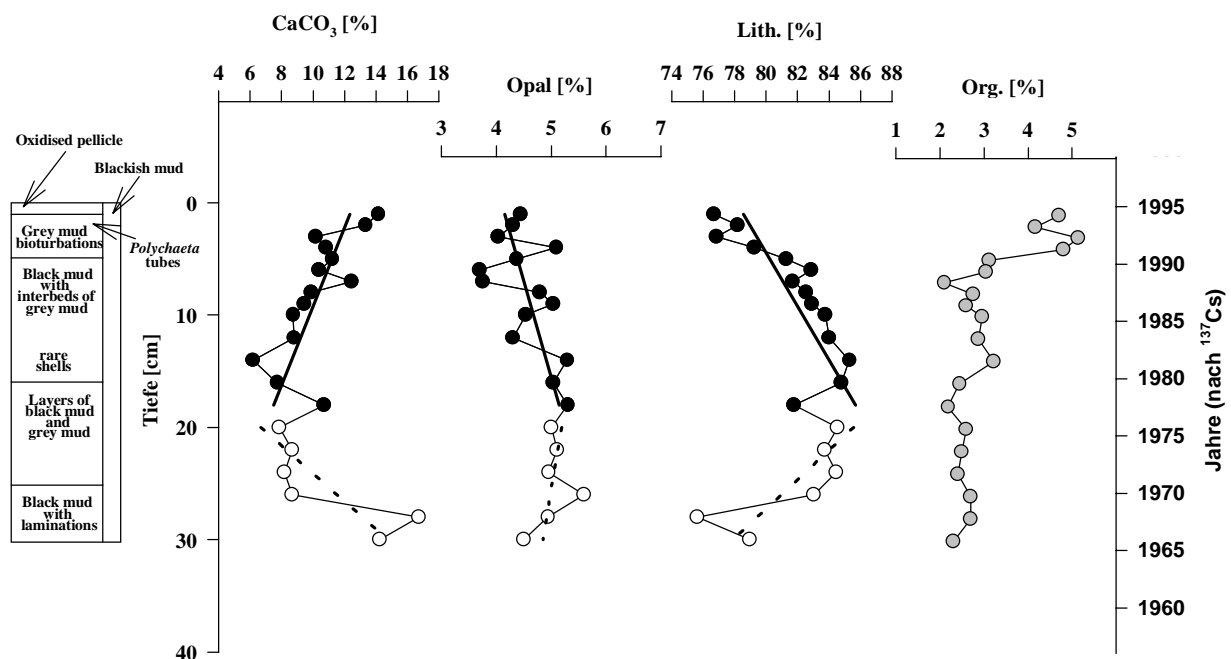 CaCO₃ [%]
4 6 8 10 12 14 16 18
Opal [%]
3 4 5 6 7
Lith. [%]
74 76 78 80 82 84 86 88
Org. [%]
1 2 3 4 5
Oxidised pellicle
Blackish mud
Grey mud
bioturbations
Polychaeta
tubes
Black mud
with
interbeds of
grey mud
rare
shells
Layers of
black mud
and
grey mud
Black mud
with
laminations
Tiefe [cm]
0
10
20
30
40
1995
1990
1985
1980
1975
1970
1965
1960
Jahre (nach ¹³⁷Cs)